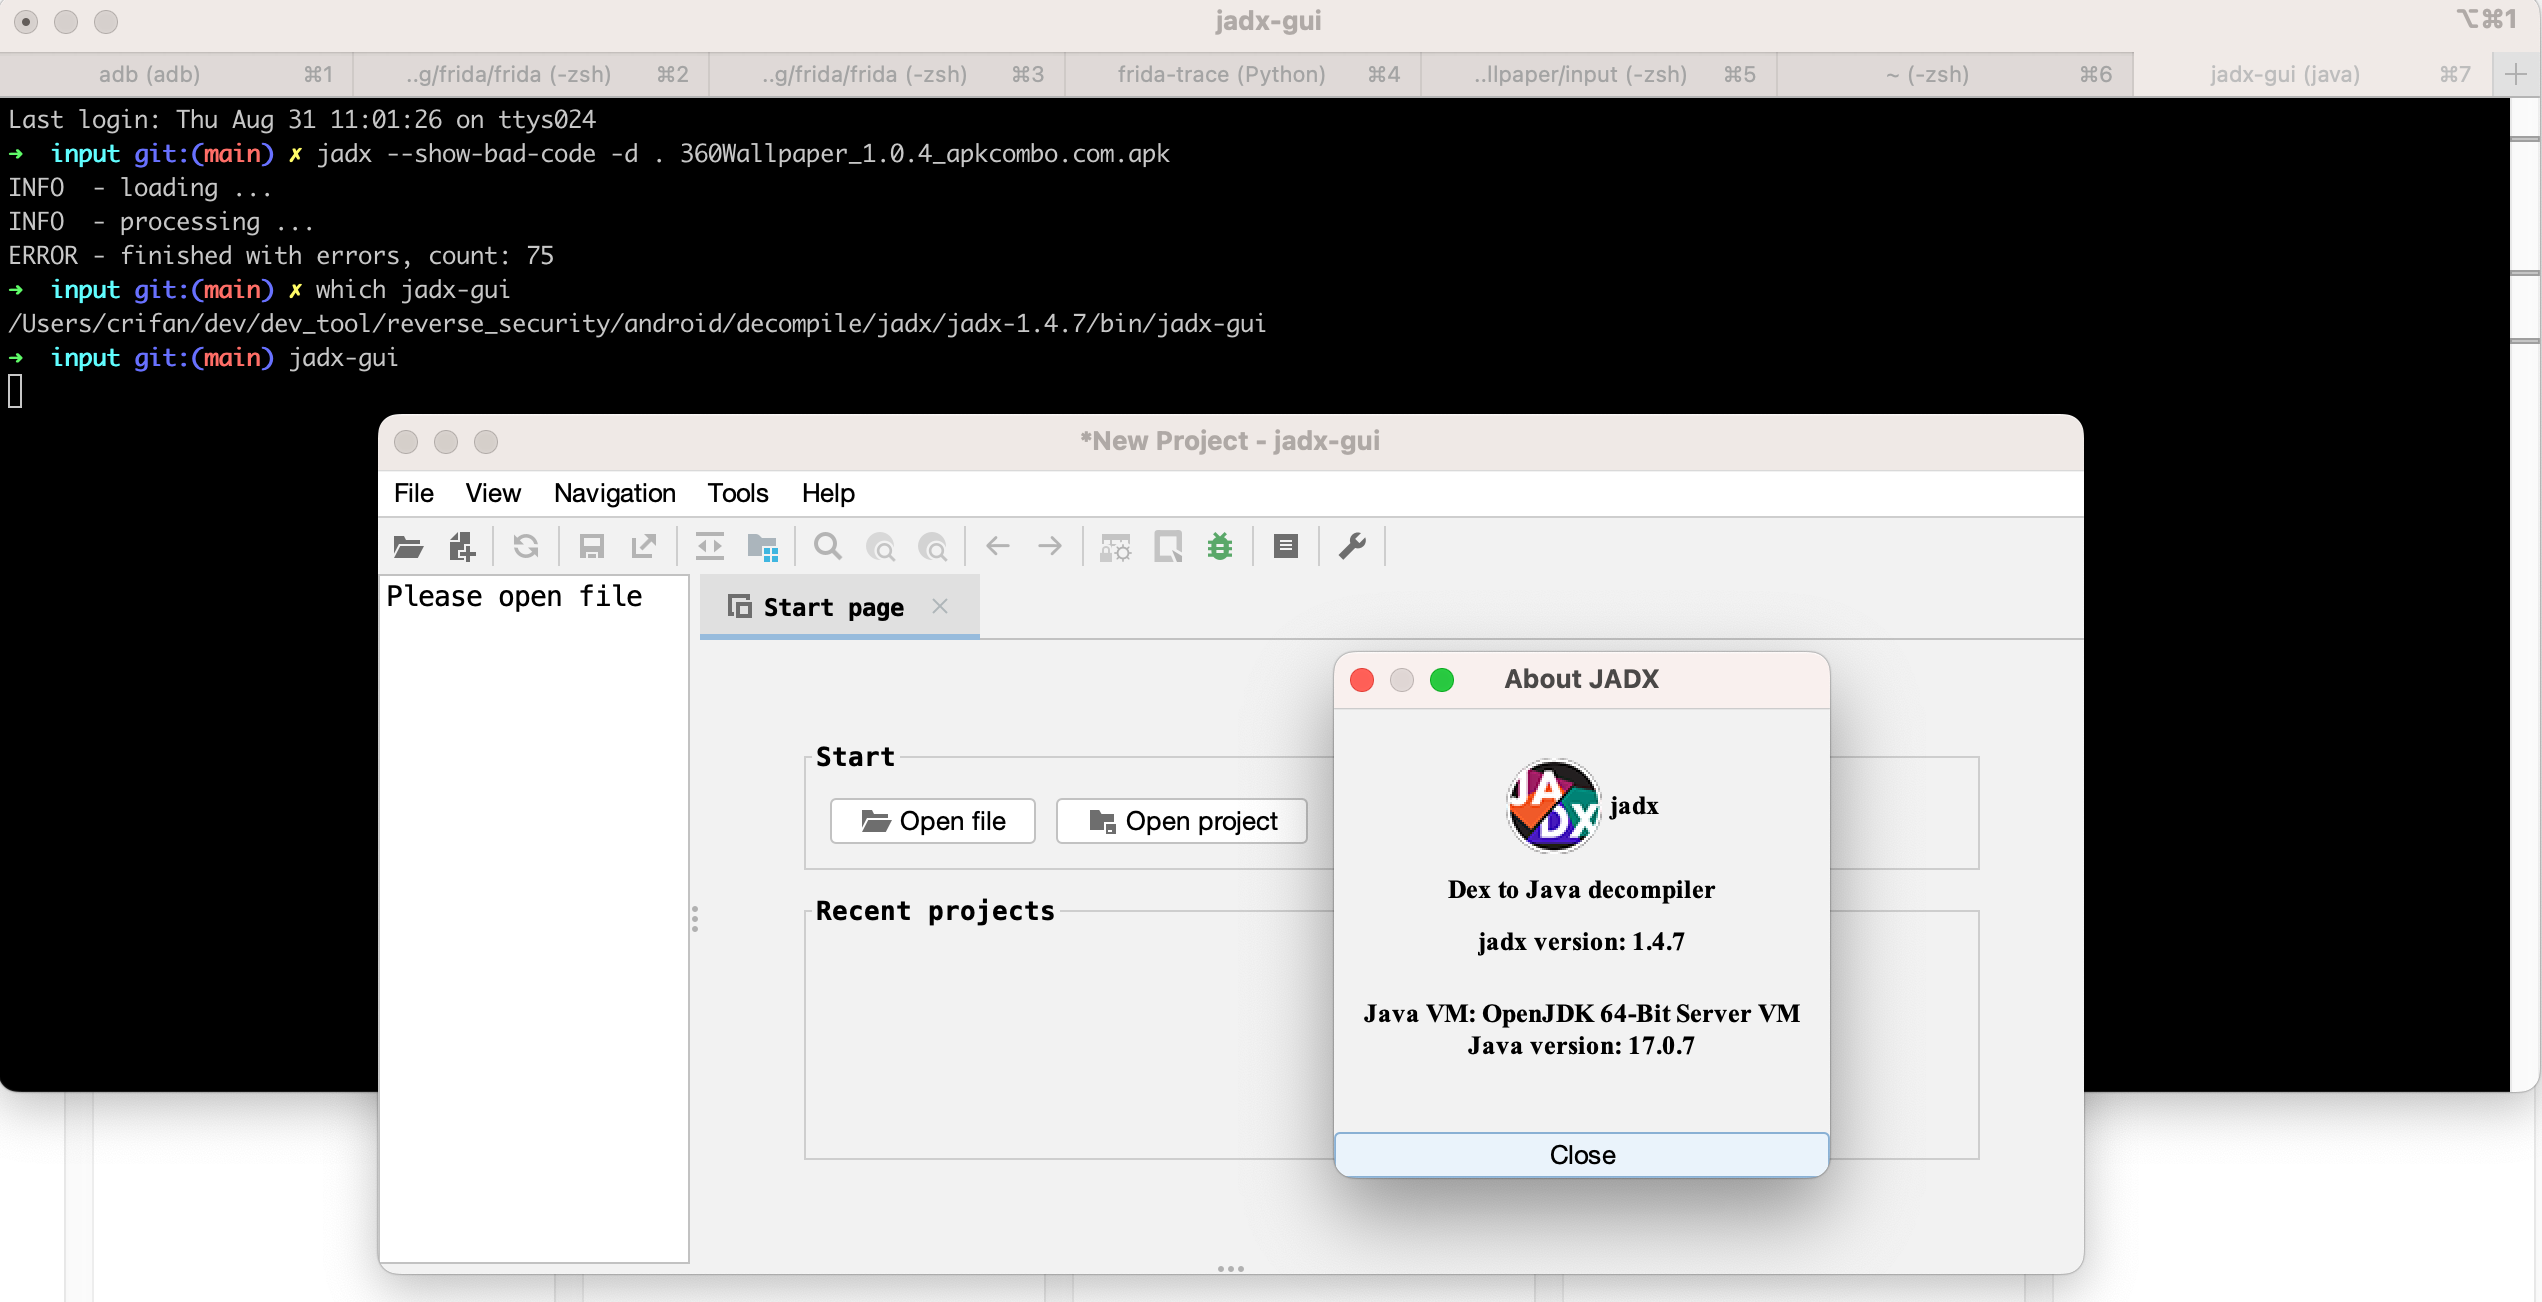 jadx-gui
⌥⌘1
adb (adb) ⌘1 ..g/frida/frida (-zsh) ⌘2 ..g/frida/frida (-zsh) ⌘3 frida-trace (Python) ⌘4 ..llpaper/input (-zsh) ⌘5 ~ (-zsh) ⌘6 jadx-gui (java) ⌘7
Last login: Thu Aug 31 11:01:26 on ttys024
➜  input git:(main) ✗ jadx --show-bad-code -d . 360Wallpaper_1.0.4_apkcombo.com.apk
INFO  - loading ...
INFO  - processing ...
ERROR - finished with errors, count: 75
➜  input git:(main) ✗ which jadx-gui
/Users/crifan/dev/dev_tool/reverse_security/android/decompile/jadx/jadx-1.4.7/bin/jadx-gui
➜  input git:(main) jadx-gui
*New Project - jadx-gui
File View Navigation Tools Help
Please open file
Start page
Start
Open file
Open project
Recent projects
About JADX
JADX
jadx
Dex to Java decompiler
jadx version: 1.4.7
Java VM: OpenJDK 64-Bit Server VM
Java version: 17.0.7
Close